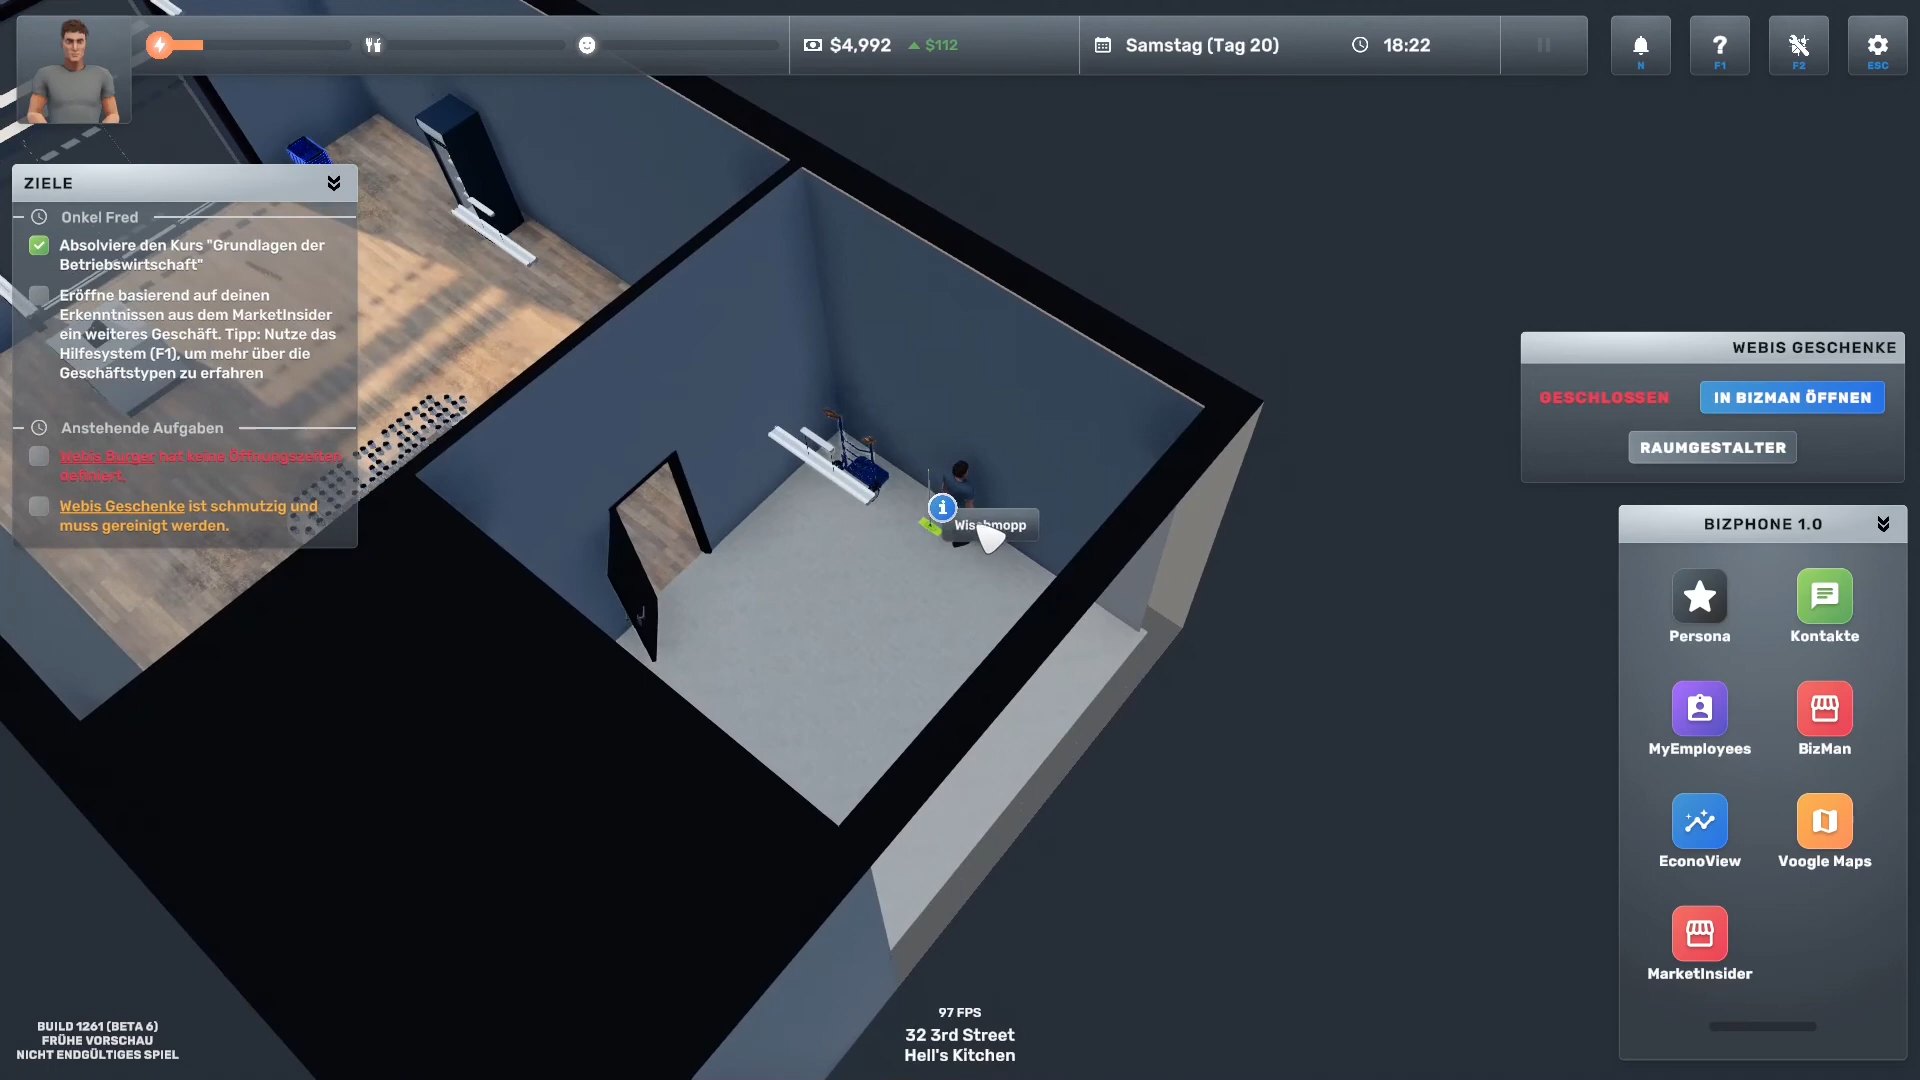 $4,992
$112
Samstag (Tag 20)
18:22
N
F1
F2
ESC
ZIELE
Onkel Fred
Absolviere den Kurs "Grundlagen der
Betriebswirtschaft"
Eröffne basierend auf deinen
Erkenntnissen aus dem MarketInsider
ein weiteres Geschäft. Tipp: Nutze das
Hilfesystem (F1), um mehr über die
Geschäftstypen zu erfahren
Anstehende Aufgaben
Webis Burger hat keine Öffnungszeiten
definiert.
Webis Geschenke ist schmutzig und
muss gereinigt werden.
Wischmopp
WEBIS GESCHENKE
GESCHLOSSEN
IN BIZMAN ÖFFNEN
RAUMGESTALTER
BIZPHONE 1.0
Persona
Kontakte
MyEmployees
BizMan
EconoView
Voogle Maps
MarketInsider
BUILD 1261 (BETA 6)
FRÜHE VORSCHAU
NICHT ENDGÜLTIGES SPIEL
97 FPS
32 3rd Street
Hell's Kitchen